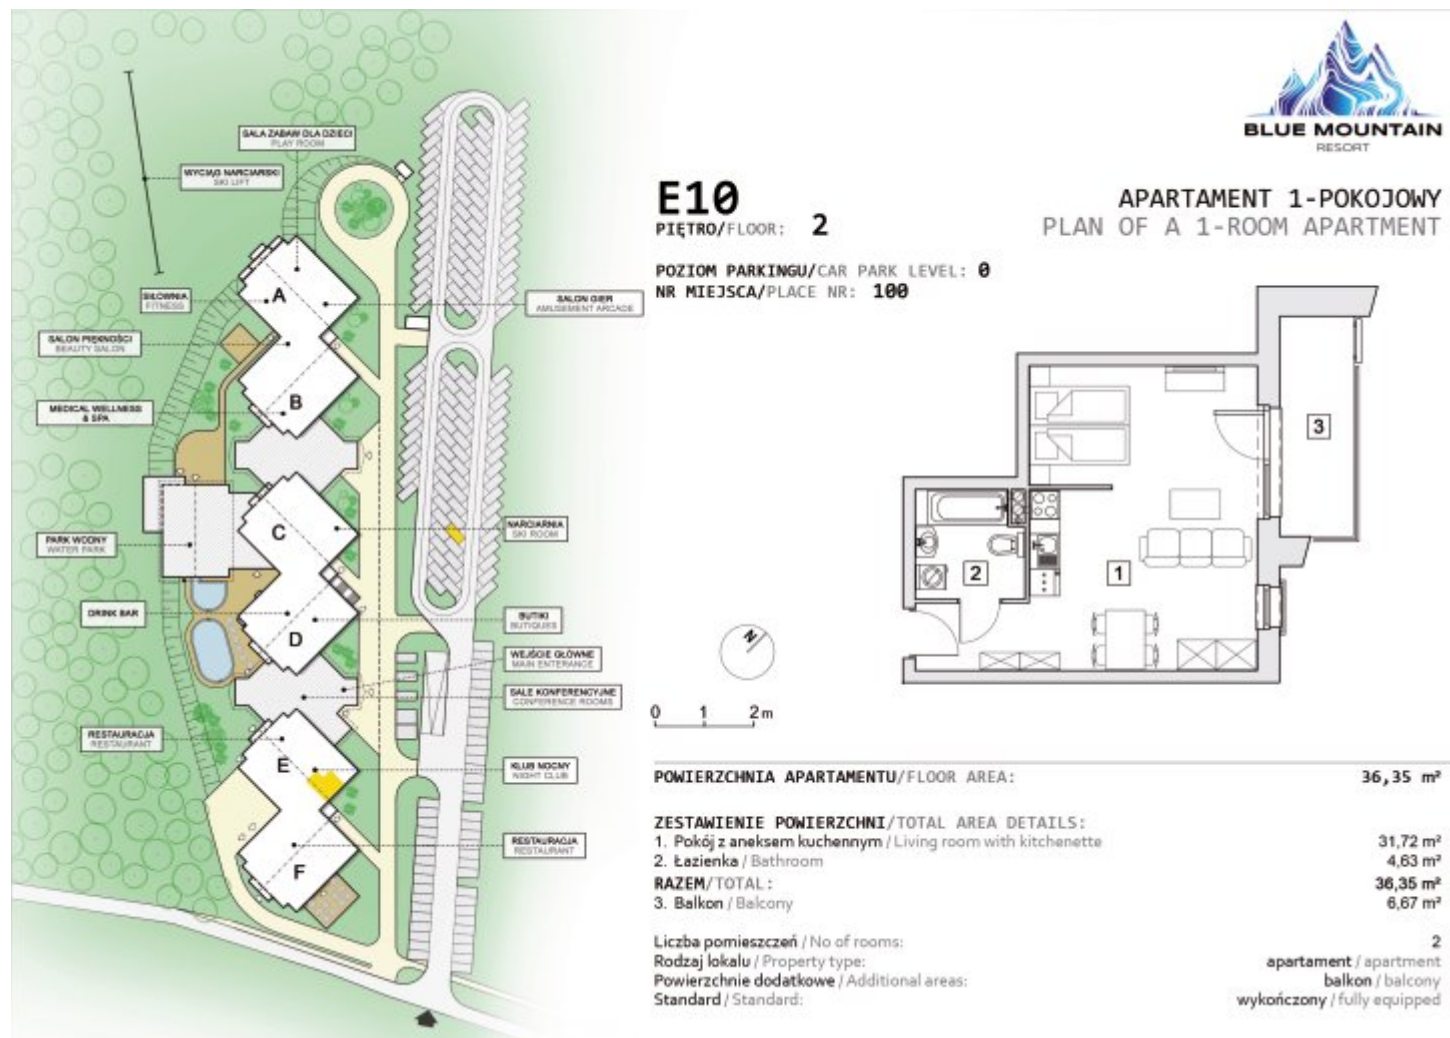 SALA ZABAW DLA DZIECI
PLAY ROOM
WYCIĄG NARCIARSKI
SKI LIFT
SIŁOWNIA
FITNESS
SALON GIER
AMUSEMENT ARCADE
SALON PIĘKNOŚCI
BEAUTY SALON
MEDICAL WELLNESS
& SPA
NARCIARNIA
SKI ROOM
PARK WODNY
WATER PARK
DRINK BAR
BUTIKI
BUTIQUES
WEJŚCIE GŁÓWNE
MAIN ENTERANCE
SALE KONFERENCYJNE
CONFERENCE ROOMS
RESTAURACJA
RESTAURANT
KLUB NOCNY
NIGHT CLUB
RESTAURACJA
RESTAURANT
A
B
C
D
E
F
BLUE MOUNTAIN
RESORT
E10
PIĘTRO/FLOOR: 2
APARTAMENT 1-POKOJOWY
PLAN OF A 1-ROOM APARTMENT
POZIOM PARKINGU/CAR PARK LEVEL: 0
NR MIEJSCA/PLACE NR: 100
3
2
1
N
0 1 2m
POWIERZCHNIA APARTAMENTU/FLOOR AREA: 36,35 m²
ZESTAWIENIE POWIERZCHNI/TOTAL AREA DETAILS:
1. Pokój z aneksem kuchennym / Living room with kitchenette 31,72 m²
2. Łazienka / Bathroom 4,63 m²
RAZEM/TOTAL: 36,35 m²
3. Balkon / Balcony 6,67 m²
Liczba pomieszczeń / No of rooms: 2
Rodzaj lokalu / Property type: apartament / apartment
Powierzchnie dodatkowe / Additional areas: balkon / balcony
Standard / Standard: wykończony / fully equipped